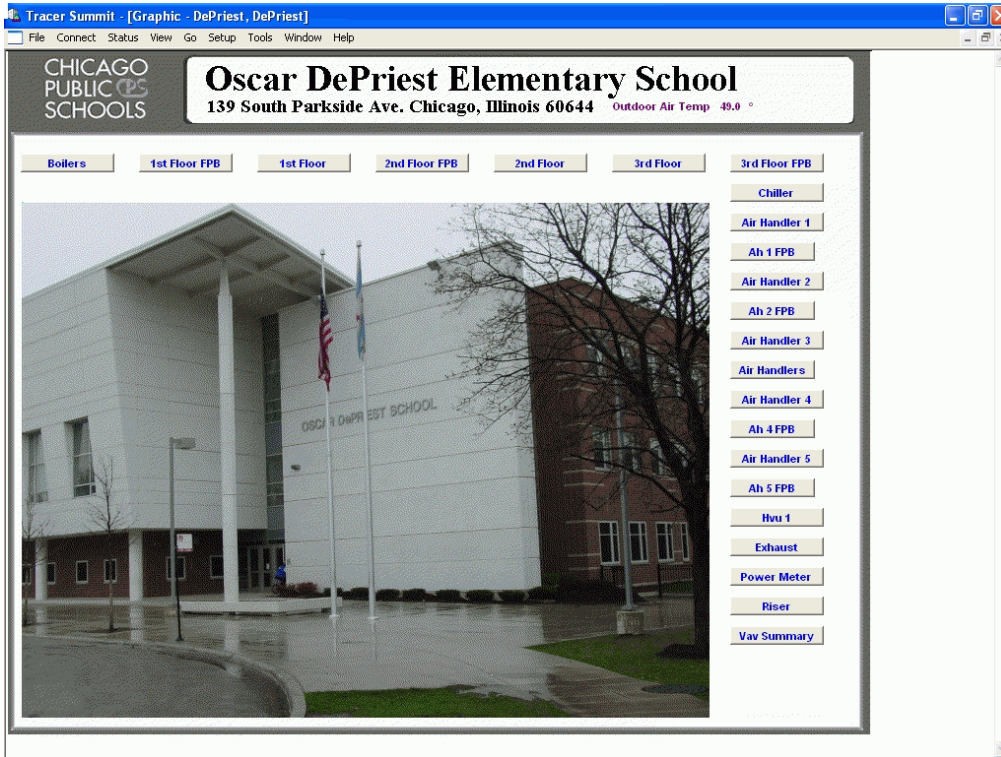 Tracer Summit - [Graphic - DePriest, DePriest]
File Connect Status View Go Setup Tools Window Help
CHICAGO
PUBLIC CPS
SCHOOLS
Oscar DePriest Elementary School
139 South Parkside Ave. Chicago, Illinois 60644 Outdoor Air Temp 49.0 °
Boilers 1st Floor FPB 1st Floor 2nd Floor FPB 2nd Floor 3rd Floor 3rd Floor FPB
Chiller
Air Handler 1
Ah 1 FPB
Air Handler 2
Ah 2 FPB
Air Handler 3
Air Handlers
Air Handler 4
Ah 4 FPB
Air Handler 5
Ah 5 FPB
Hvu 1
Exhaust
Power Meter
Riser
Vav Summary
OSCAR DePRIEST SCHOOL